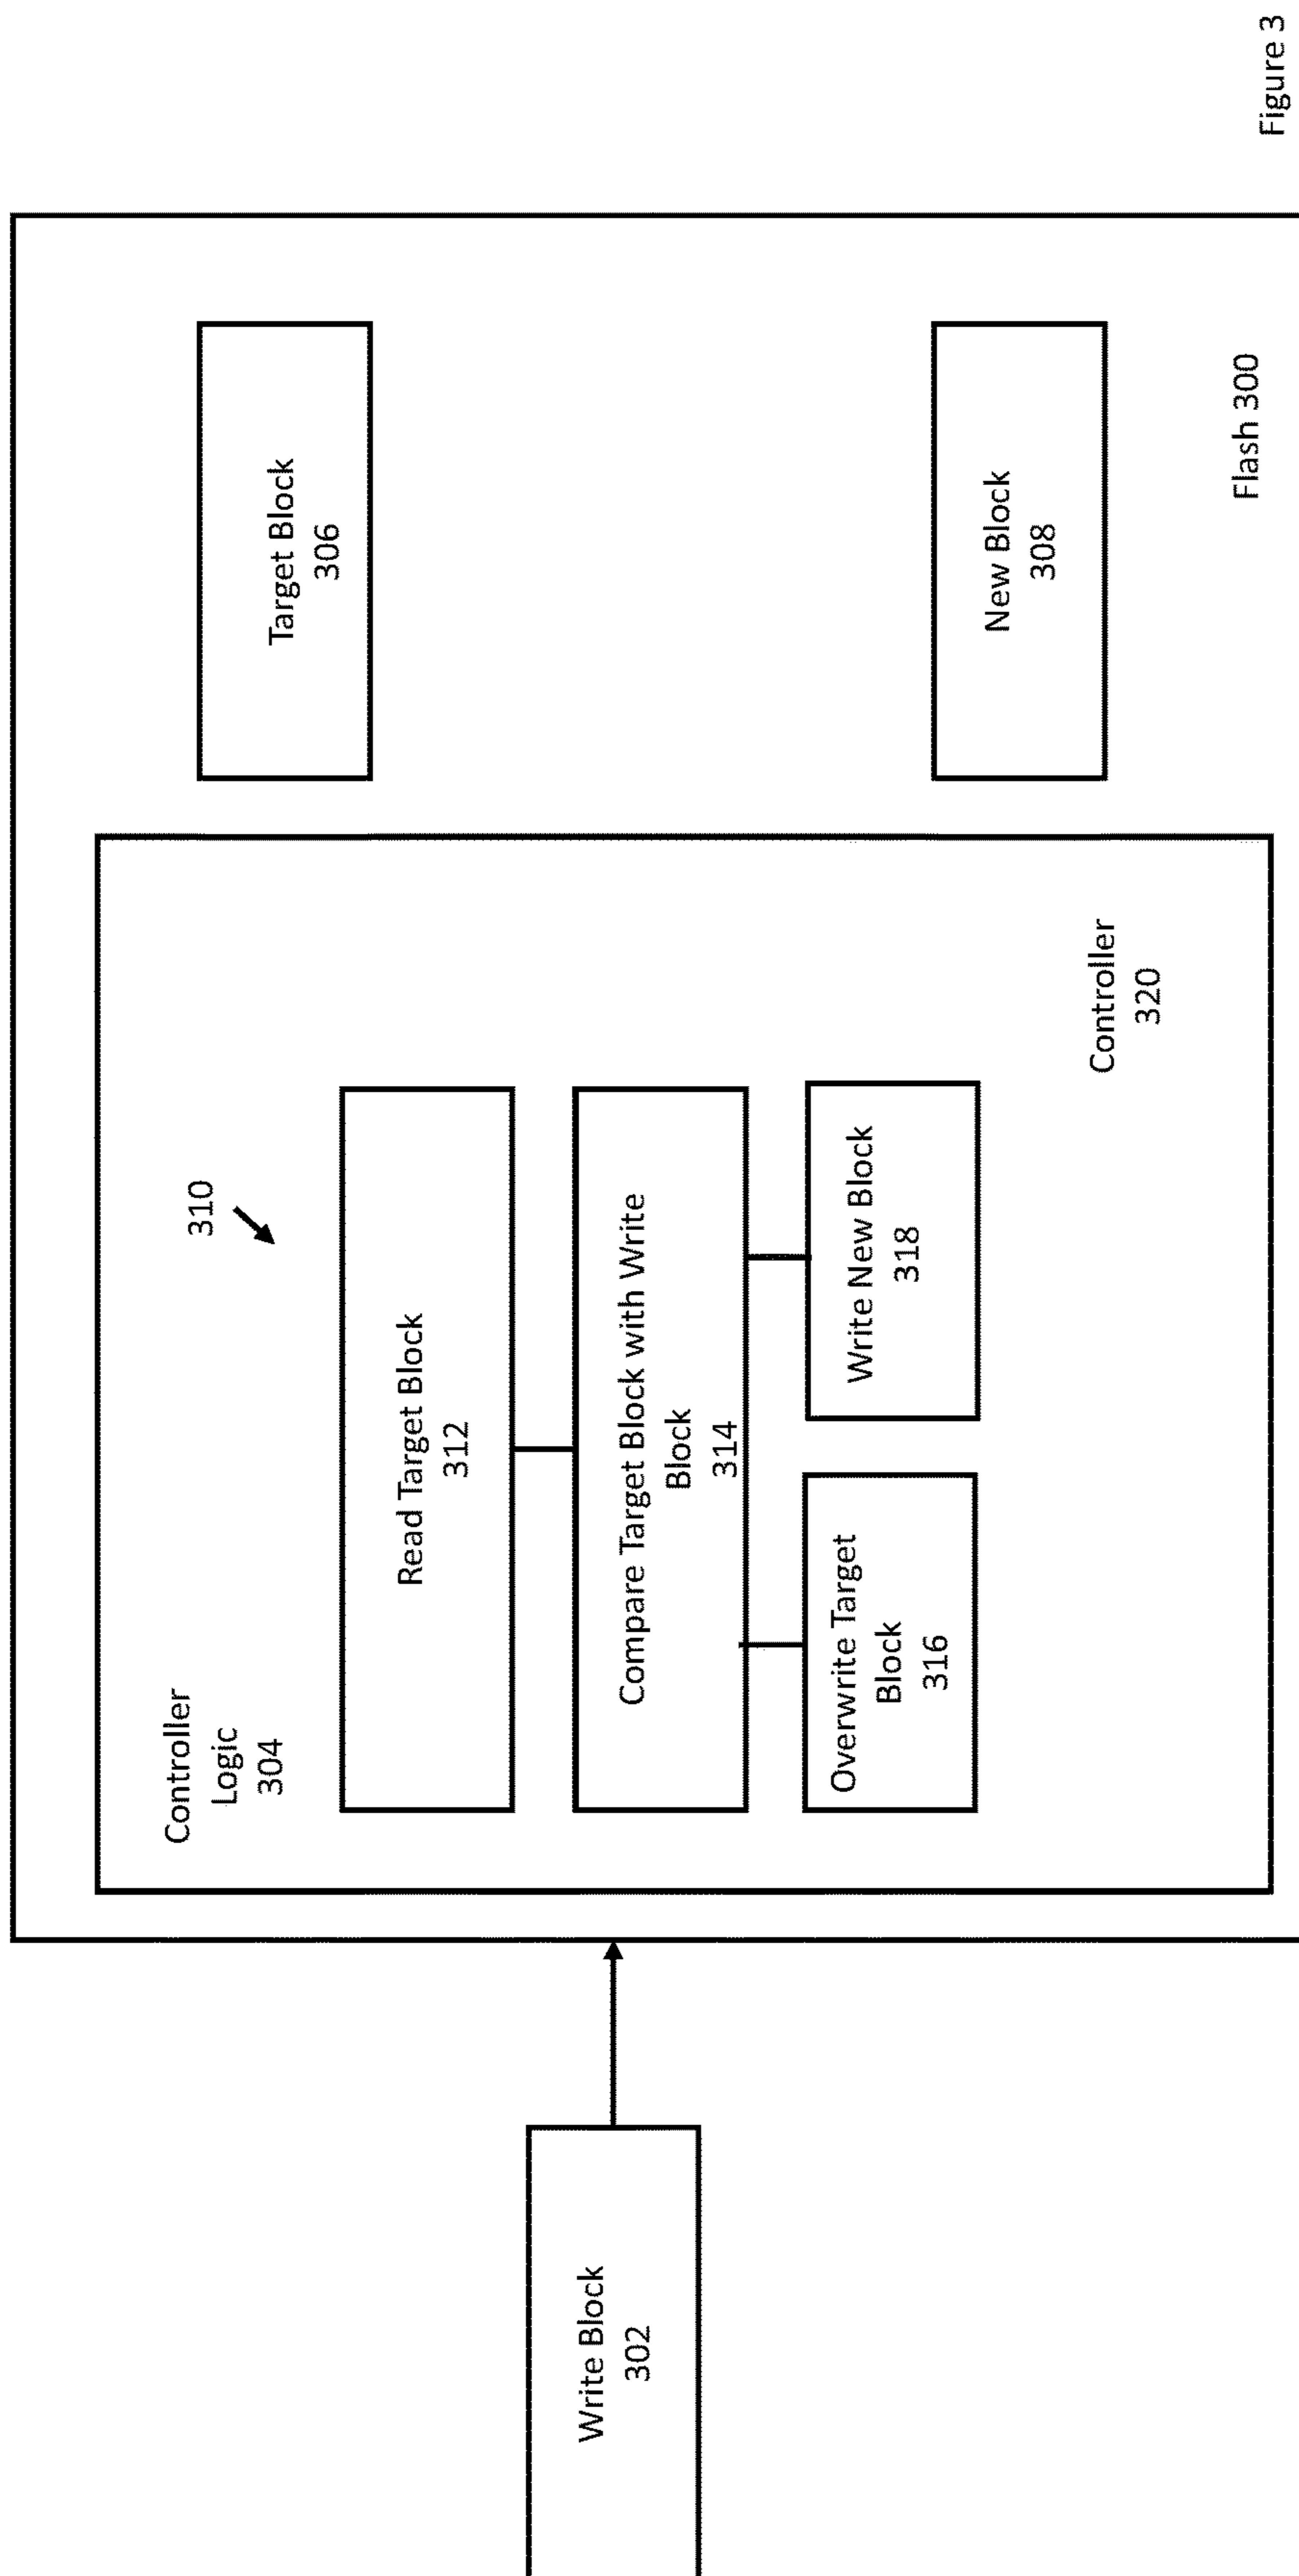 Write Block
302
Controller
Logic
304
310
Read Target Block
312
Compare Target Block with Write
Block
314
Overwrite Target
Block
316
Write New Block
318
Controller
320
Target Block
306
New Block
308
Flash 300
Figure 3